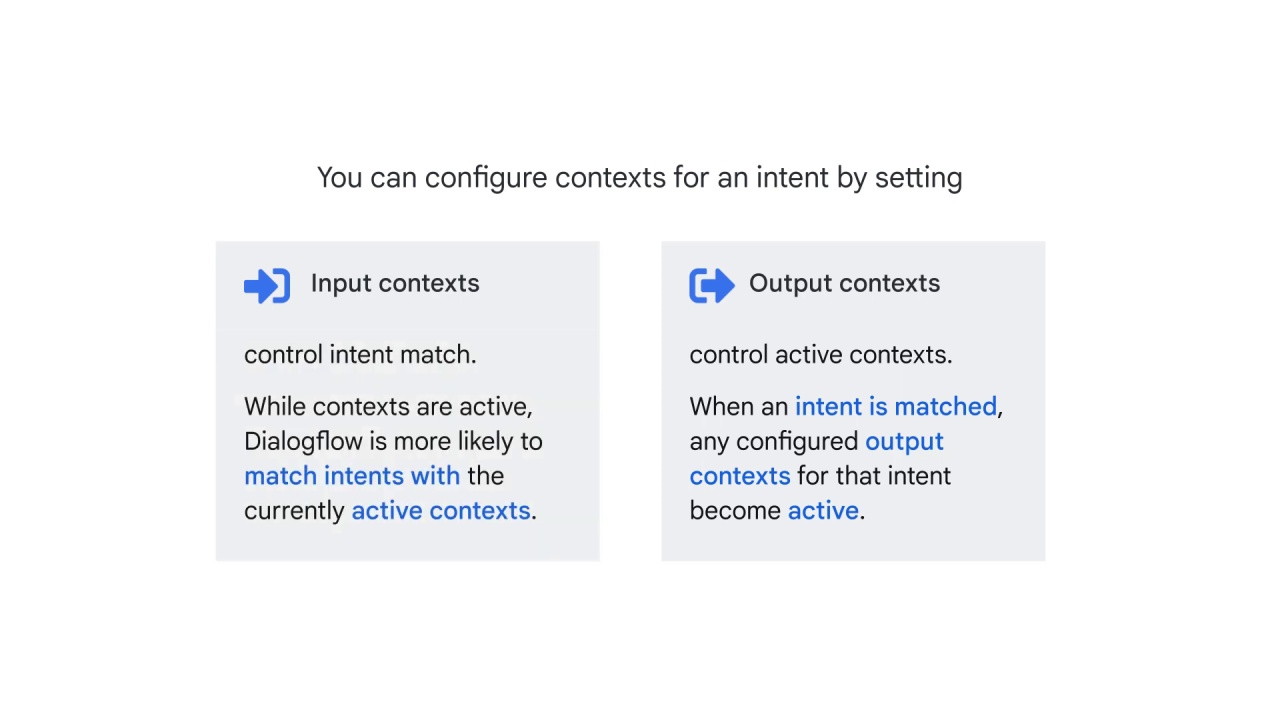 You can configure contexts for an intent by setting
Input contexts
control intent match.
While contexts are active,
Dialogflow is more likely to
match intents with the
currently active contexts.
Output contexts
control active contexts.
When an intent is matched,
any configured output
contexts for that intent
become active.